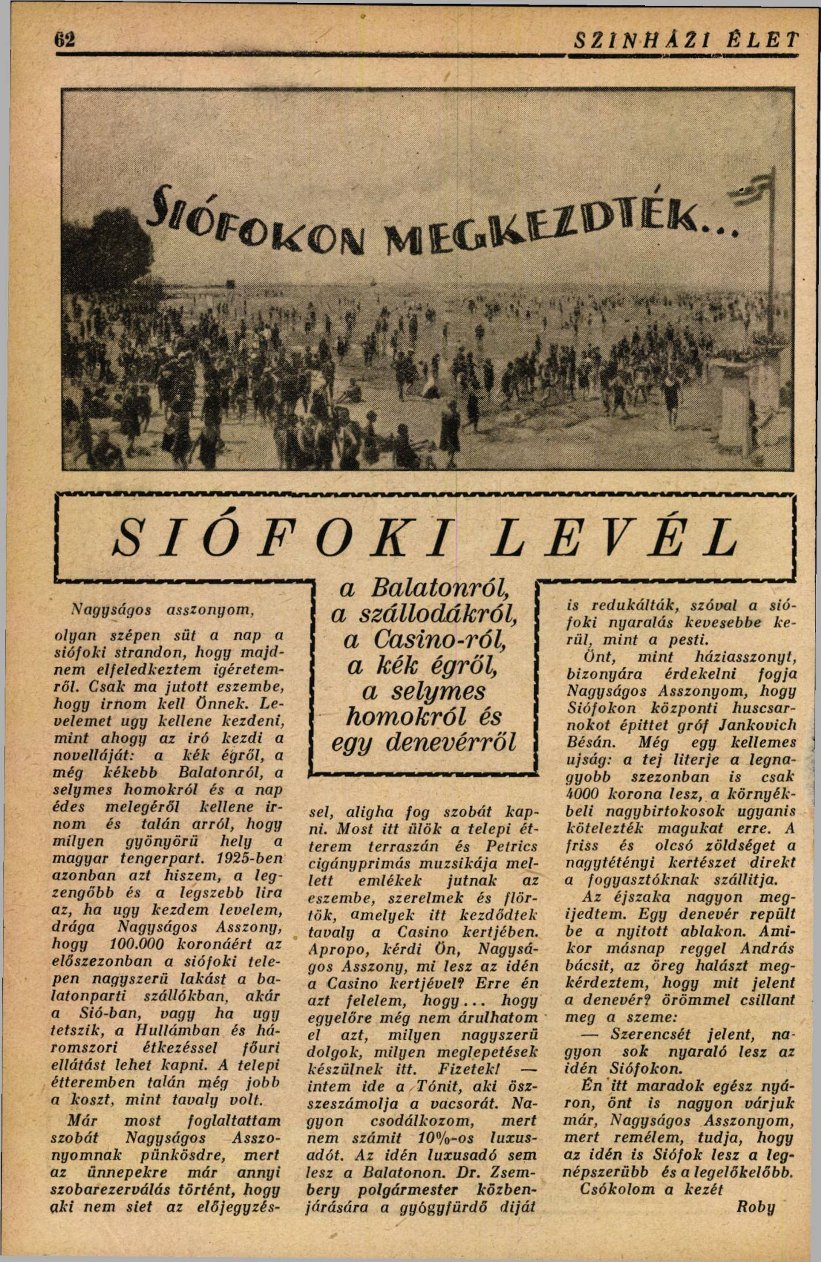 62
SZINHÁZI ÉLET
SIÓFOKON MEGKEZDTÉK...
SIÓFOKI LEVÉL
a Balatonról,
a szállodákról,
a Casino-ról,
a kék égről,
a selymes
homokról és
egy denevérről
Nagyságos asszonyom,
olyan szépen süt a nap a
siófoki strandon, hogy majd-
nem elfeledkeztem igéretem-
ről. Csak ma jutott eszembe,
hogy irnom kell Önnek. Le-
velemet ugy kellene kezdeni,
mint ahogy az iró kezdi a
novelláját: a kék égről, a
még kékebb Balatonról, a
selymes homokról és a nap
édes melegéről kellene ir-
nom és talán arról, hogy
milyen gyönyörü hely a
magyar tengerpart. 1925-ben
azonban azt hiszem, a leg-
zengőbb és a legszebb lira
az, ha ugy kezdem levelem,
drága Nagyságos Asszony,
hogy 100.000 koronáért az
előszezonban a siófoki tele-
pen nagyszerü lakást a ba-
latonparti szállókban, akár
a Sió-ban, vagy ha ugy
tetszik, a Hullámban és há-
romszori étkezéssel főuri
ellátást lehet kapni. A telepi
étteremben talán még jobb
a koszt, mint tavaly volt.
Már most foglaltattam
szobát Nagyságos Asszo-
nyomnak pünkösdre, mert
az ünnepekre már annyi
szobarezerválás történt, hogy
aki nem siet az előjegyzés-
sel, aligha fog szobát kap-
ni. Most itt ülök a telepi ét-
terem terraszán és Petrics
cigányprimás muzsikája mel-
lett emlékek jutnak az
eszembe, szerelmek és flör-
tök, amelyek itt kezdődtek
tavaly a Casino kertjében.
Apropo, kérdi Ön, Nagysá-
gos Asszony, mi lesz az idén
a Casino kertjével? Erre én
azt felelem, hogy... hogy
egyelőre még nem árulhatom
el azt, milyen nagyszerü
dolgok, milyen meglepetések
készülnek itt. Fizetek! —
intem ide a Tónit, aki ösz-
szeszámolja a vacsorát. Na-
gyon csodálkozom, mert
nem számit 10%-os luxus-
adót. Az idén luxusadó sem
lesz a Balatonon. Dr. Zsem-
bery polgármester közben-
járására a gyógyfürdő diját
is redukálták, szóval a sió-
foki nyaralás kevesebbe ke-
rül, mint a pesti.
Önt, mint háziasszonyt,
bizonyára érdekelni fogja
Nagyságos Asszonyom, hogy
Siófokon központi huscsar-
nokot épittet gróf Jankovich
Bésán. Még egy kellemes
ujság: a tej literje a legna-
gyobb szezonban is csak
4000 korona lesz, a környék-
beli nagybirtokosok ugyanis
kötelezték magukat erre. A
friss és olcsó zöldséget a
nagytétényi kertészet direkt
a fogyasztóknak szállitja.
Az éjszaka nagyon meg-
ijedtem. Egy denevér repült
be a nyitott ablakon. Ami-
kor másnap reggel András
bácsit, az öreg halászt meg-
kérdeztem, hogy mit jelent
a denevér? örömmel csillant
meg a szeme:
— Szerencsét jelent, na-
gyon sok nyaraló lesz az
idén Siófokon.
Én itt maradok egész nyá-
ron, önt is nagyon várjuk
már, Nagyságos Asszonyom,
mert remélem, tudja, hogy
az idén is Siófok lesz a leg-
népszerübb és a legelőkelőbb.
Csókolom a kezét
Roby